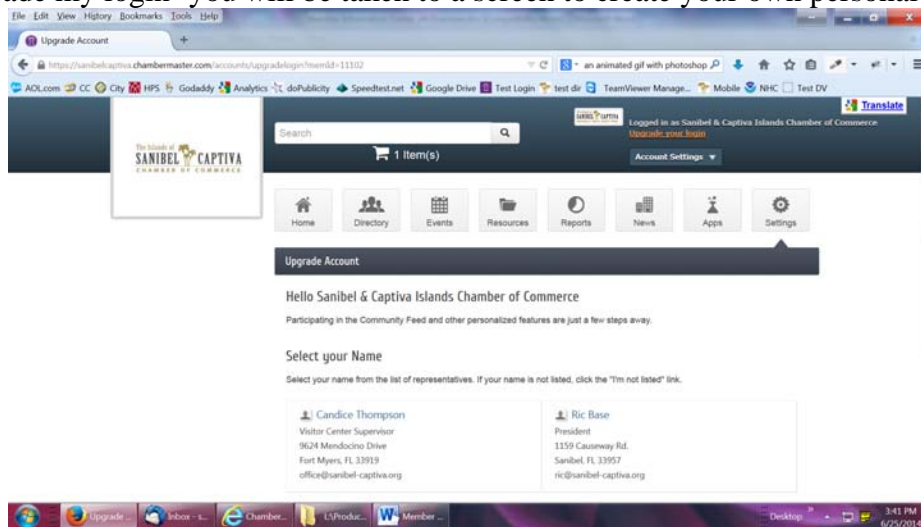 ade my login" you will be taken to a screen to create your own personal
File Edit View History Bookmarks Tools Help
Upgrade Account
https://sanibelcaptiva.chambermaster.com/accounts/upgradelogin?memId=11102
an animated gif with photoshop
AOL.com CC City HPS Godaddy Analytics doPublicity Speedtest.net Google Drive Test Login test dir TeamViewer Manage... Mobile NHC Test DV
Translate
The Islands of
SANIBEL CAPTIVA
CHAMBER OF COMMERCE
Search
1 Item(s)
Logged in as Sanibel & Captiva Islands Chamber of Commerce
Upgrade your login
Account Settings
Home Directory Events Resources Reports News Apps Settings
Upgrade Account
Hello Sanibel & Captiva Islands Chamber of Commerce
Participating in the Community Feed and other personalized features are just a few steps away.
Select your Name
Select your name from the list of representatives. If your name is not listed, click the "I'm not listed" link.
Candice Thompson
Visitor Center Supervisor
9624 Mendocino Drive
Fort Myers, FL 33919
office@sanibel-captiva.org
Ric Base
President
1159 Causeway Rd.
Sanibel, FL 33957
ric@sanibel-captiva.org
Upgrade ... Inbox - s... Chamber... L:\Produc... Member ...
Desktop
3:41 PM